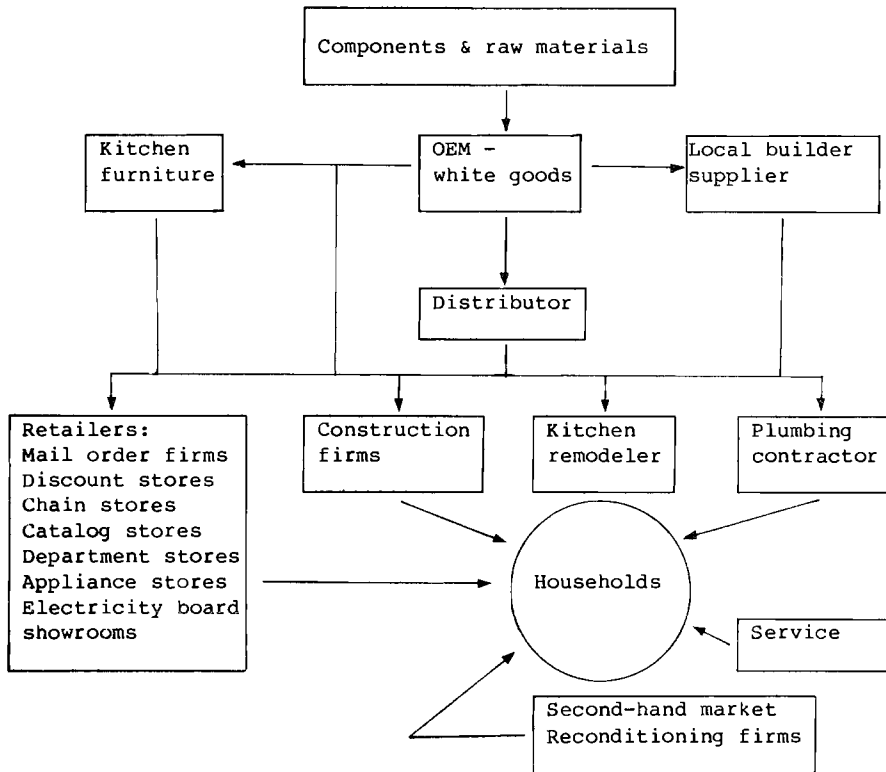 Components & raw materials
Kitchen
furniture
OEM –
white goods
Local builder
supplier
Distributor
Retailers:
Mail order firms
Discount stores
Chain stores
Catalog stores
Department stores
Appliance stores
Electricity board
showrooms
Construction
firms
Kitchen
remodeler
Plumbing
contractor
Households
Service
Second-hand market
Reconditioning firms